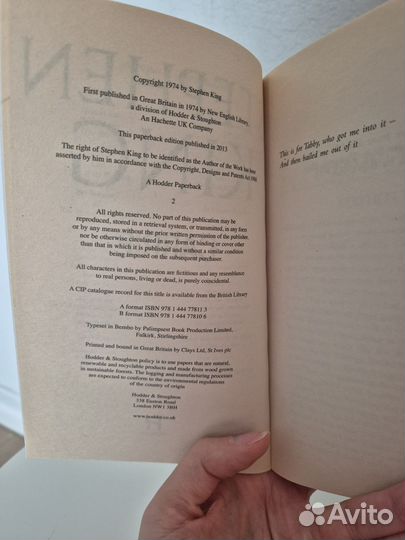 Copyright 1974 by Stephen King
First published in Great Britain in 1974 by New English Library,
a division of Hodder & Stoughton
An Hachette UK Company
This paperback edition published in 2013
The right of Stephen King to be identified as the Author of the Work has been
asserted by him in accordance with the Copyright, Designs and Patents Act 1988
A Hodder Paperback
2
All rights reserved. No part of this publication may be
reproduced, stored in a retrieval system, or transmitted, in any form
or by any means without the prior written permission of the publisher,
nor be otherwise circulated in any form of binding or cover other
than that in which it is published and without a similar condition
being imposed on the subsequent purchaser.
All characters in this publication are fictitious and any resemblance
to real persons, living or dead, is purely coincidental.
A CIP catalogue record for this title is available from the British Library
A format ISBN 978 1 444 77811 3
B format ISBN 978 1 444 77810 6
Typeset in Bembo by Palimpsest Book Production Limited,
Falkirk, Stirlingshire
Printed and bound in Great Britain by Clays Ltd, St Ives plc
Hodder & Stoughton policy is to use papers that are natural,
renewable and recyclable products and made from wood grown
in sustainable forests. The logging and manufacturing processes
are expected to conform to the environmental regulations
of the country of origin
Hodder & Stoughton
338 Euston Road
London NW1 3BH
www.hodder.co.uk
This is for Tabby, who got me into it –
And then bailed me out of it
Avito